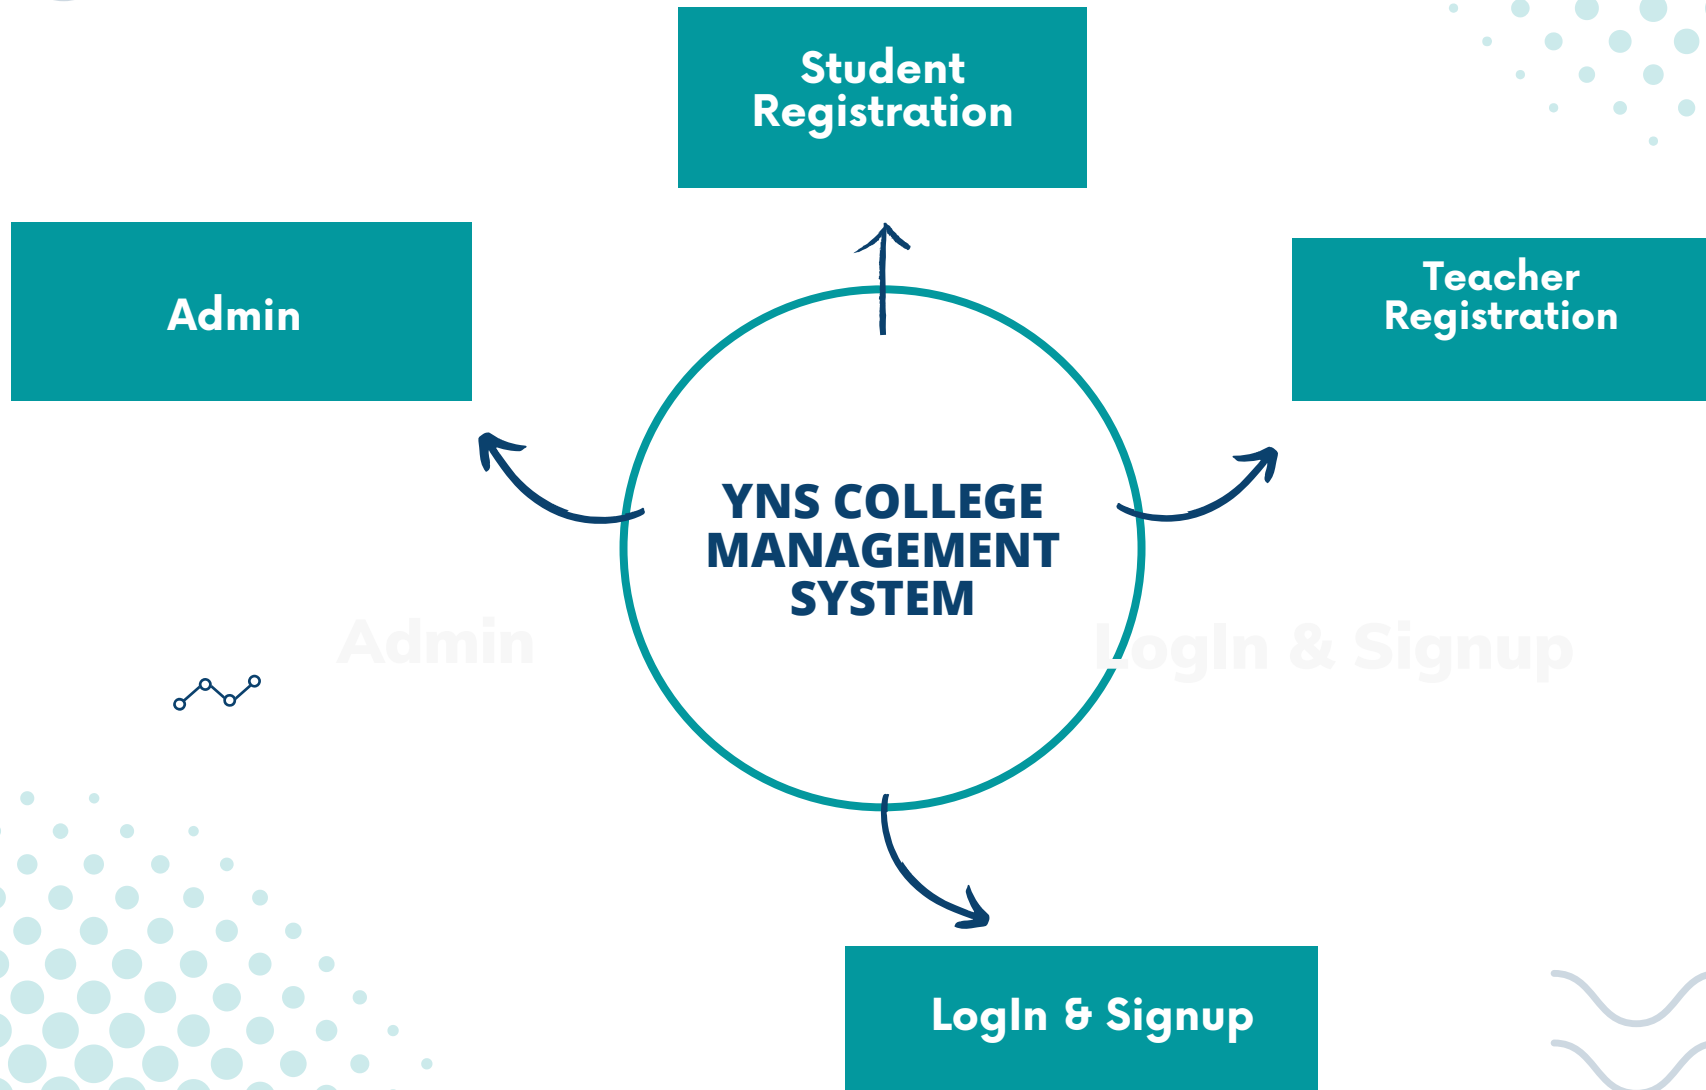 Student
Registration
Admin
Teacher
Registration
YNS COLLEGE
MANAGEMENT
SYSTEM
Admin
LogIn & Signup
LogIn & Signup